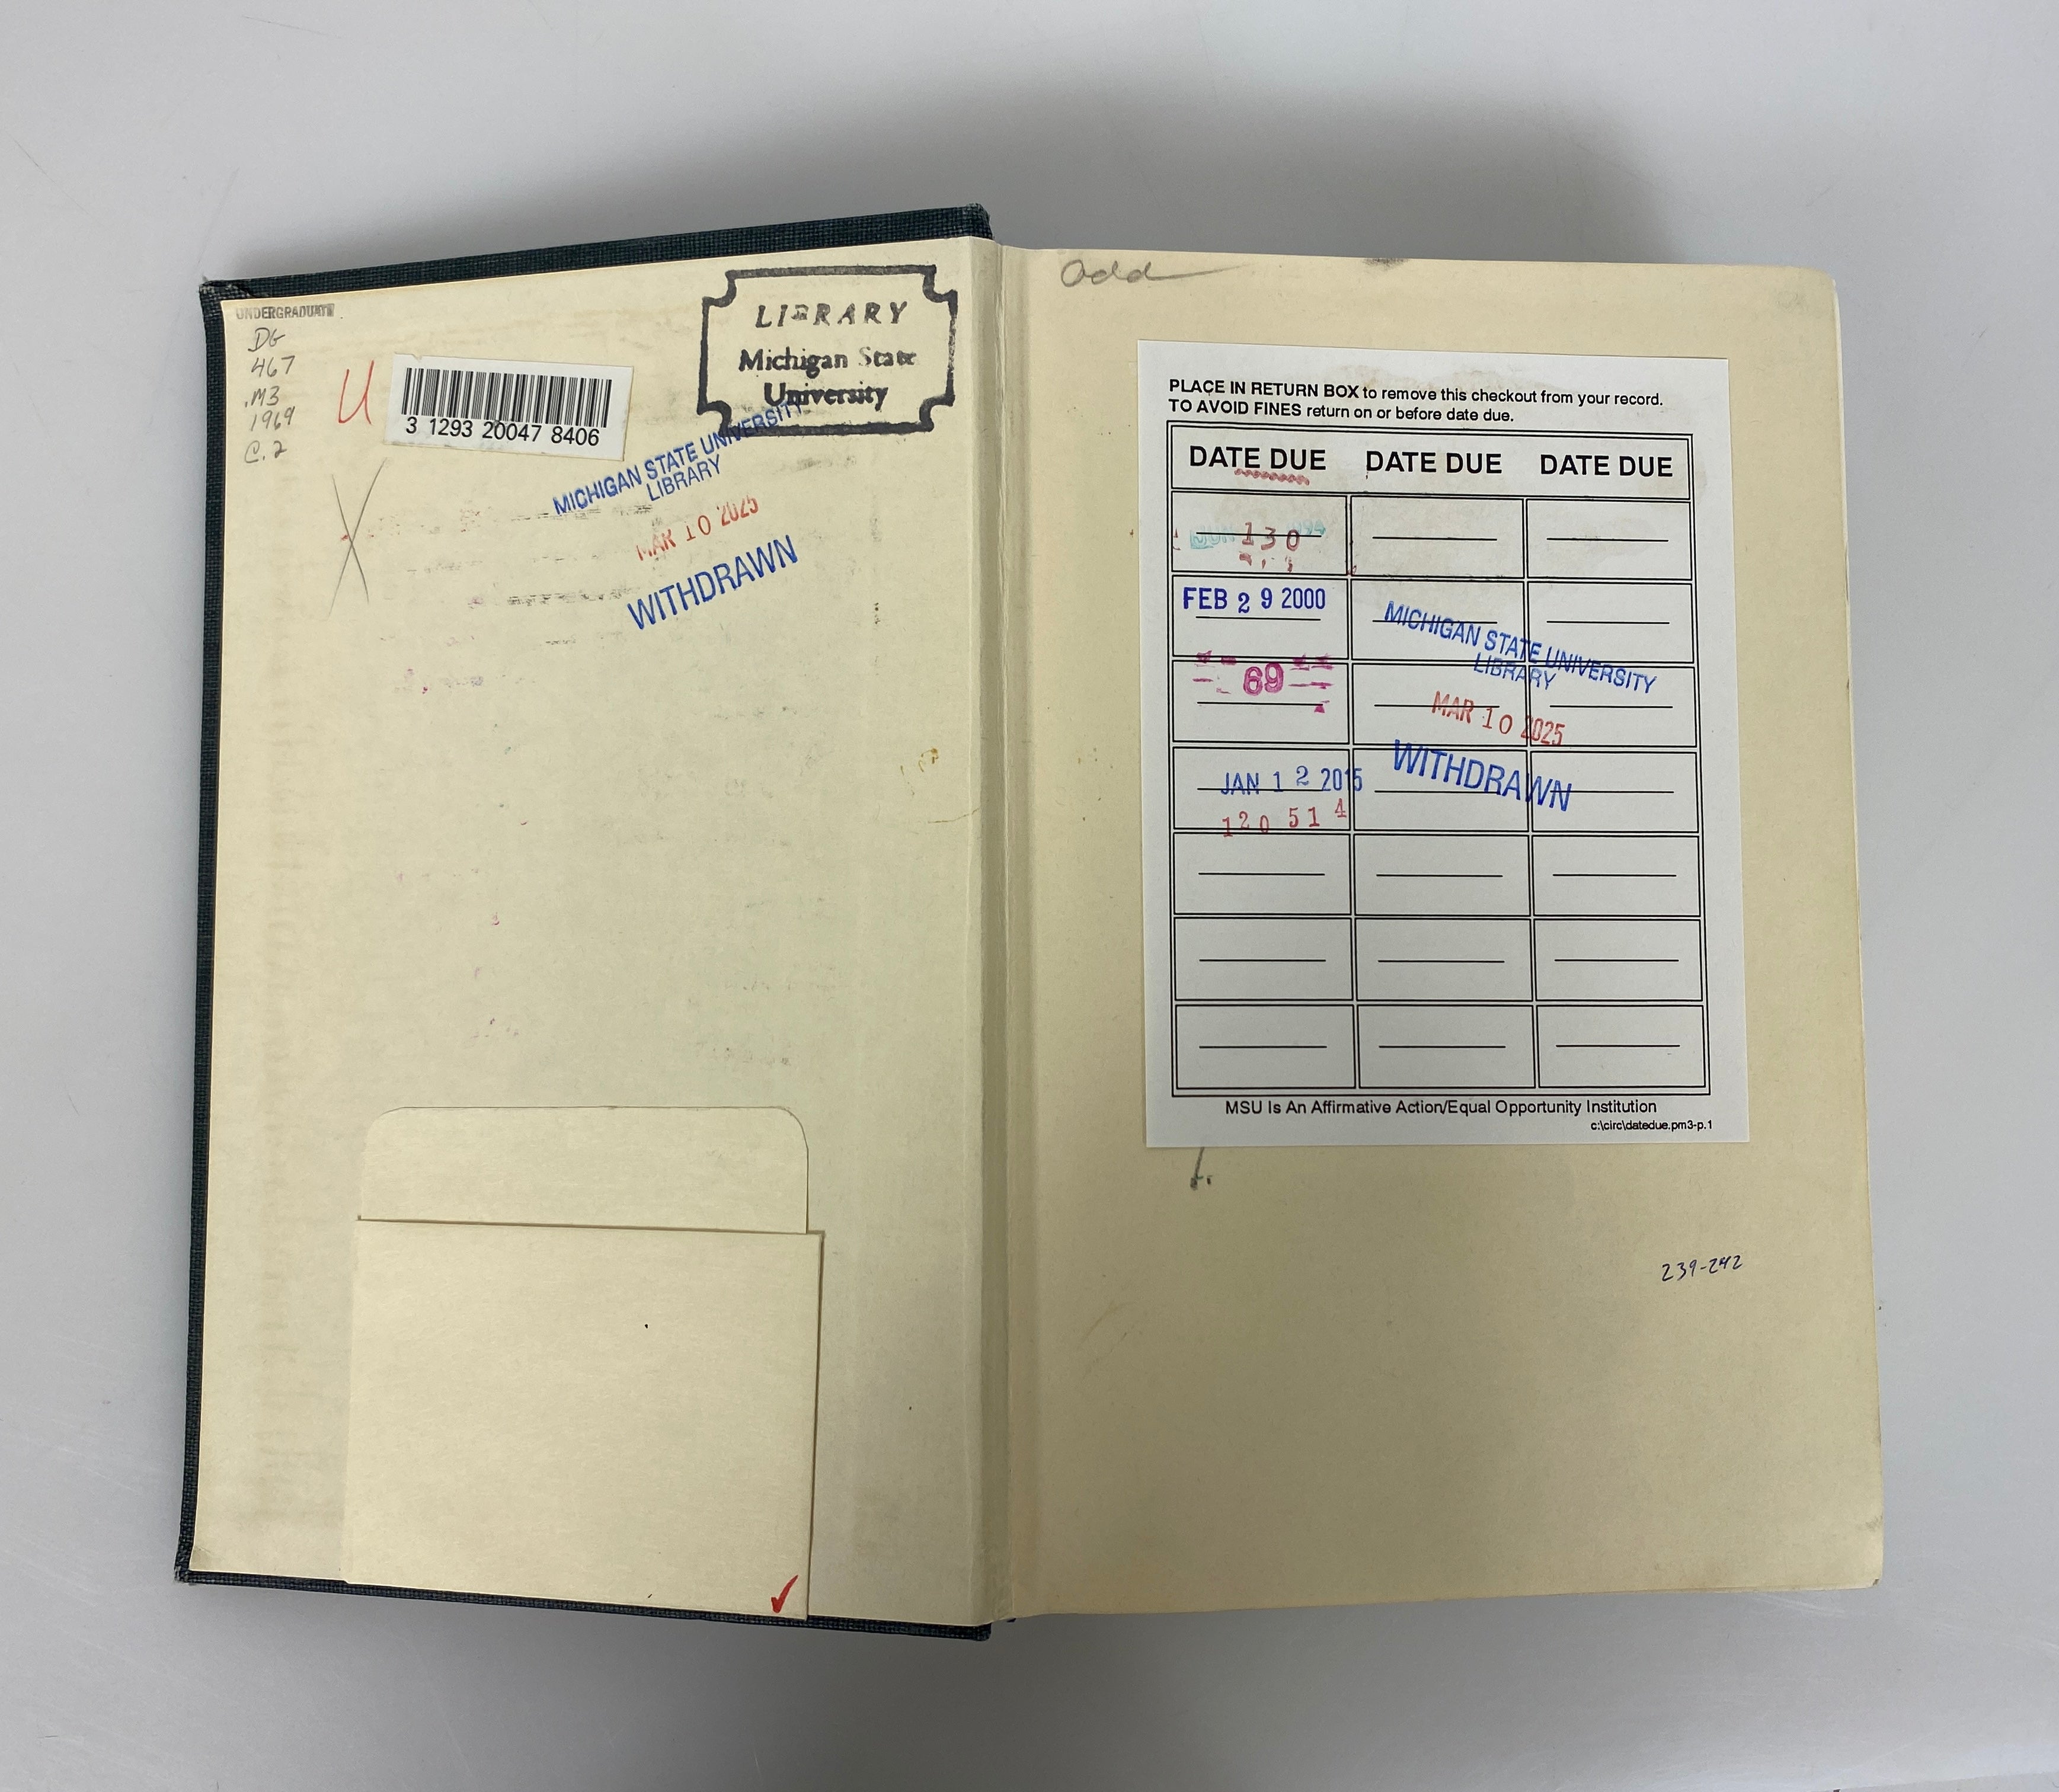 UNDERGRADUATE
DG
467
.M3
1969
C.2
U
3 1293 20047 8406
LIBRARY
Michigan State
University
MICHIGAN STATE UNIVERSITY
LIBRARY
MAR 10 2025
WITHDRAWN
Odd
PLACE IN RETURN BOX to remove this checkout from your record.
TO AVOID FINES return on or before date due.
DATE DUE DATE DUE DATE DUE
130
FEB 29 2000
69
JAN 12 2015
120 514
MICHIGAN STATE UNIVERSITY
LIBRARY
MAR 10 2025
WITHDRAWN
MSU Is An Affirmative Action/Equal Opportunity Institution
c:\circ\datedue.pm3-p.1
239-242